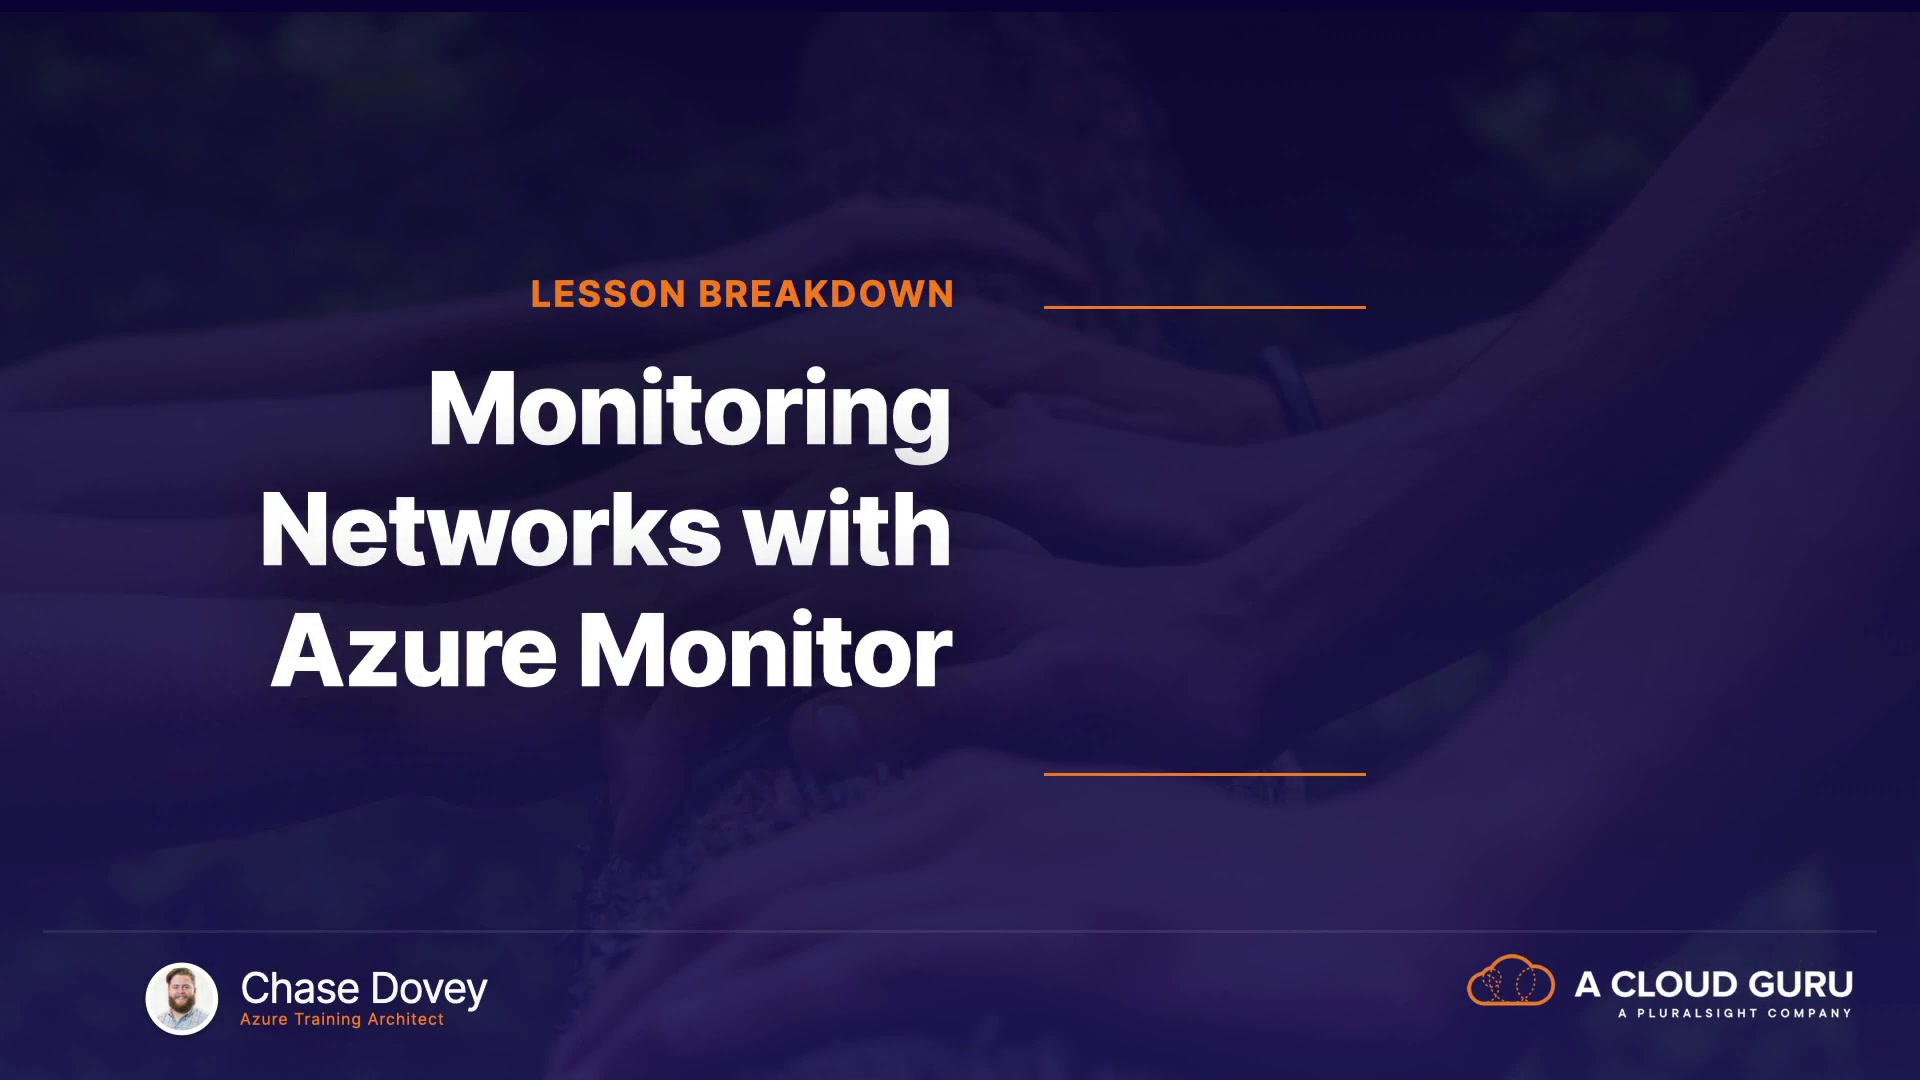 LESSON BREAKDOWN
Monitoring
Networks with
Azure Monitor
Chase Dovey
Azure Training Architect
A CLOUD GURU
A PLURALSIGHT COMPANY